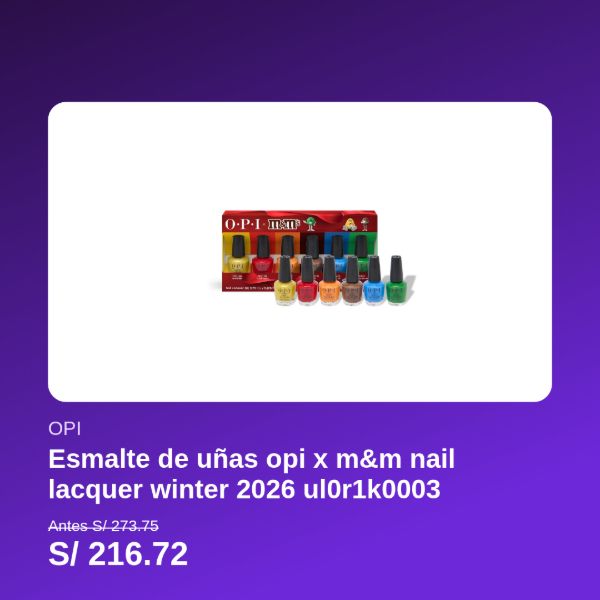 O·P·I
m&m's
OPI
Esmalte de uñas opi x m&m nail
lacquer winter 2026 ul0r1k0003
Antes S/ 273.75
S/ 216.72